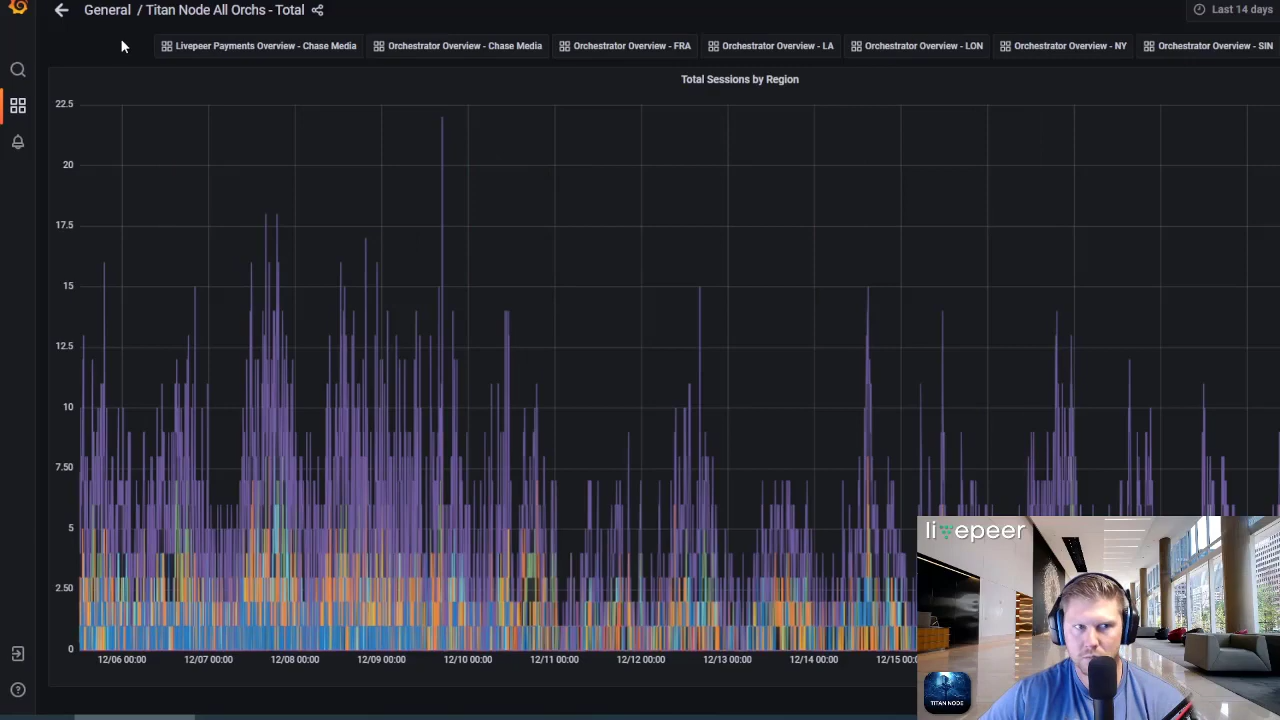 General / Titan Node All Orchs - Total
Last 14 days
Livepeer Payments Overview - Chase Media
Orchestrator Overview - Chase Media
Orchestrator Overview - FRA
Orchestrator Overview - LA
Orchestrator Overview - LON
Orchestrator Overview - NY
Orchestrator Overview - SIN
Total Sessions by Region
22.5
20
17.5
15
12.5
10
7.50
5
2.50
0
12/06 00:00
12/07 00:00
12/08 00:00
12/09 00:00
12/10 00:00
12/11 00:00
12/12 00:00
12/13 00:00
12/14 00:00
12/15 00:0
livepeer
TITAN NODE